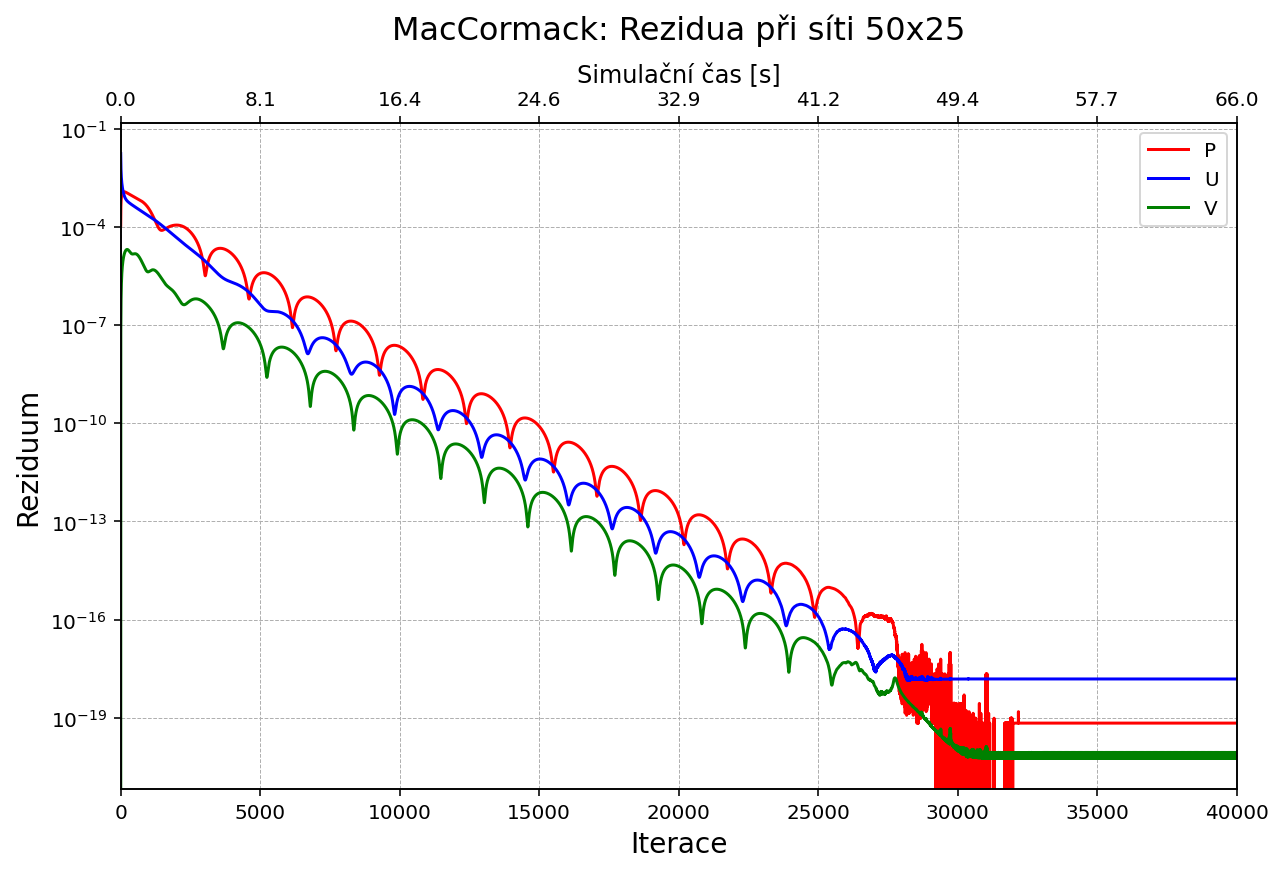 MacCormack: Rezidua při síti 50x25
Simulační čas [s]
0.0 8.1 16.4 24.6 32.9 41.2 49.4 57.7 66.0
P
U
V
Reziduum
10⁻¹
10⁻⁴
10⁻⁷
10⁻¹⁰
10⁻¹³
10⁻¹⁶
10⁻¹⁹
0 5000 10000 15000 20000 25000 30000 35000 40000
Iterace